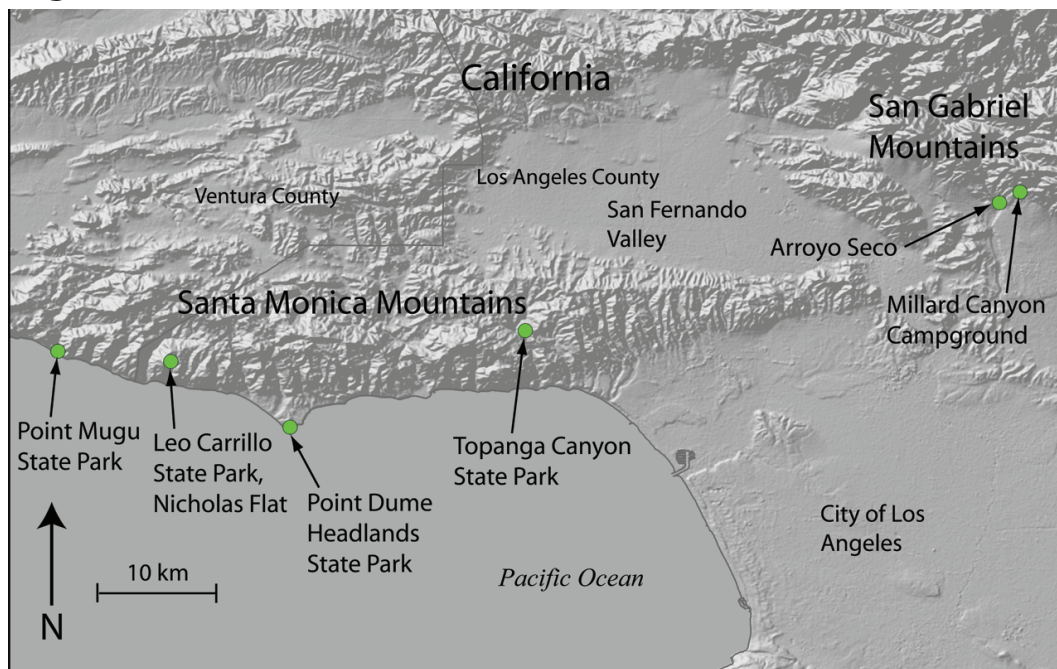 California
San Gabriel
Mountains
Ventura County
Los Angeles County
San Fernando
Valley
Arroyo Seco
Santa Monica Mountains
Millard Canyon
Campground
Point Mugu
State Park
Leo Carrillo
State Park,
Nicholas Flat
Point Dume
Headlands
State Park
Topanga Canyon
State Park
City of Los
Angeles
Pacific Ocean
10 km
N